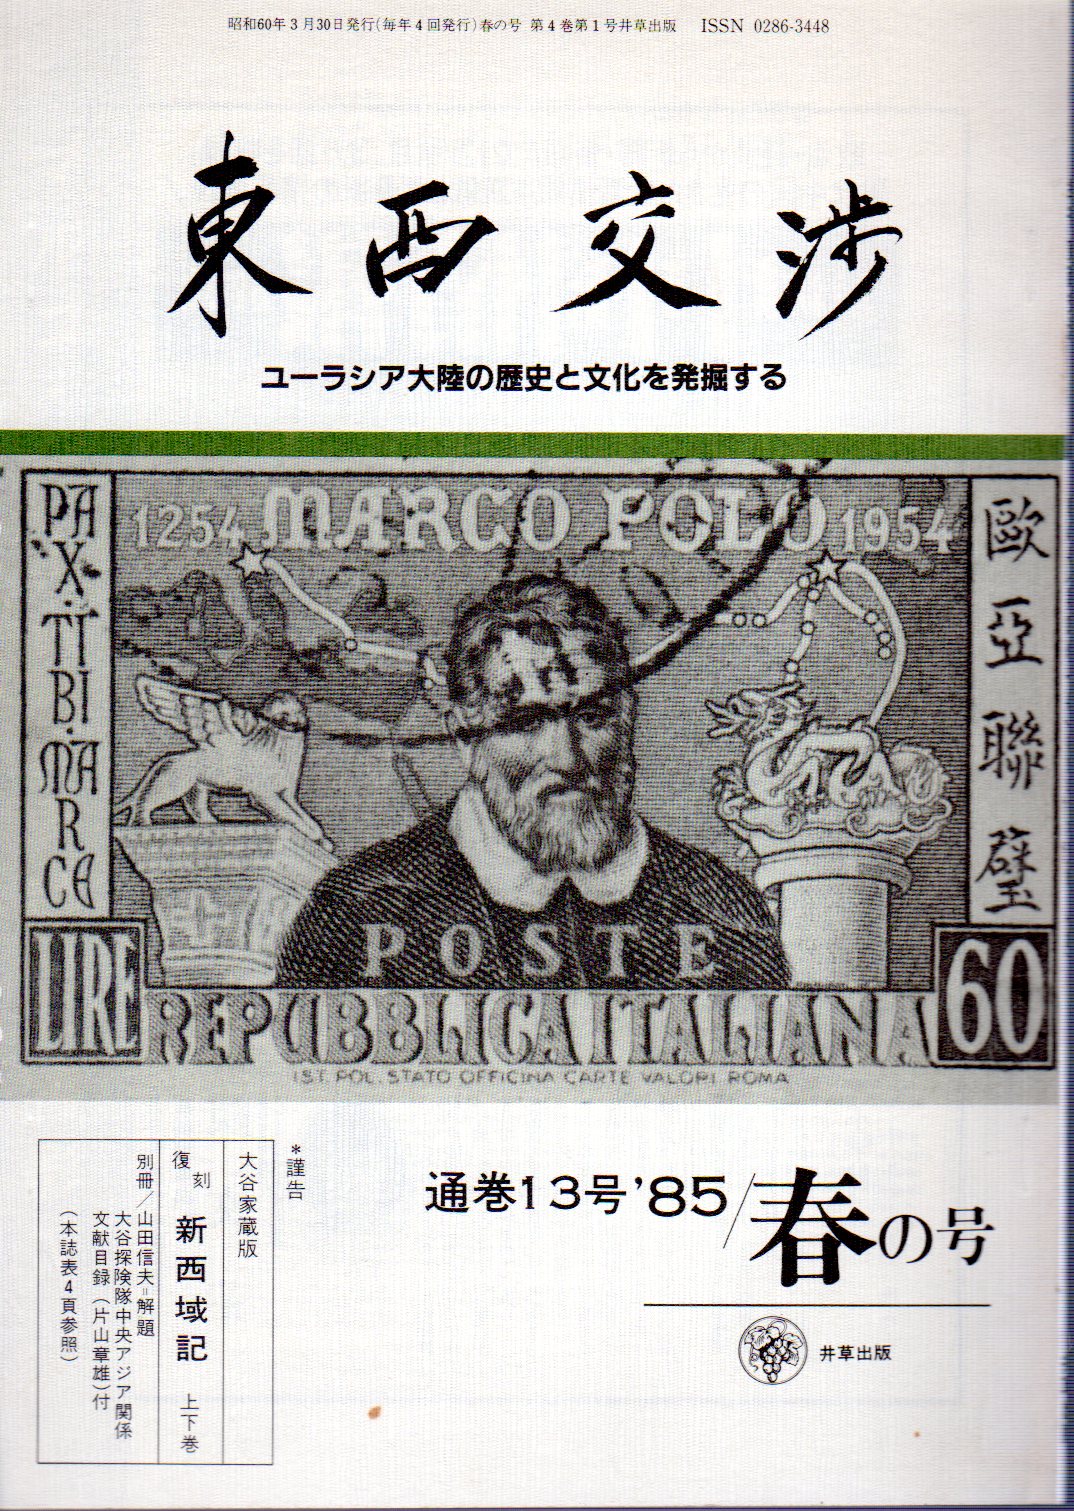 昭和60年3月30日発行(毎年4回発行)春の号 第4巻第1号井草出版 ISSN 0286-3448
東西交渉
ユーラシア大陸の歴史と文化を発掘する
PAX·TIBI·MARCE
1254 MARCO POLO 1954
歐亞聯璧
POSTE
LIRE
REPUBBLICA ITALIANA
60
IST. POL. STATO OFFICINA CARTE VALORI ROMA
通巻13号'85/春の号
井草出版
*謹告
大谷家蔵版
復刻 新西域記 上下巻
別冊/山田信夫=解題
大谷探険隊中央アジア関係
文献目録(片山章雄)付
(本誌表4頁参照)